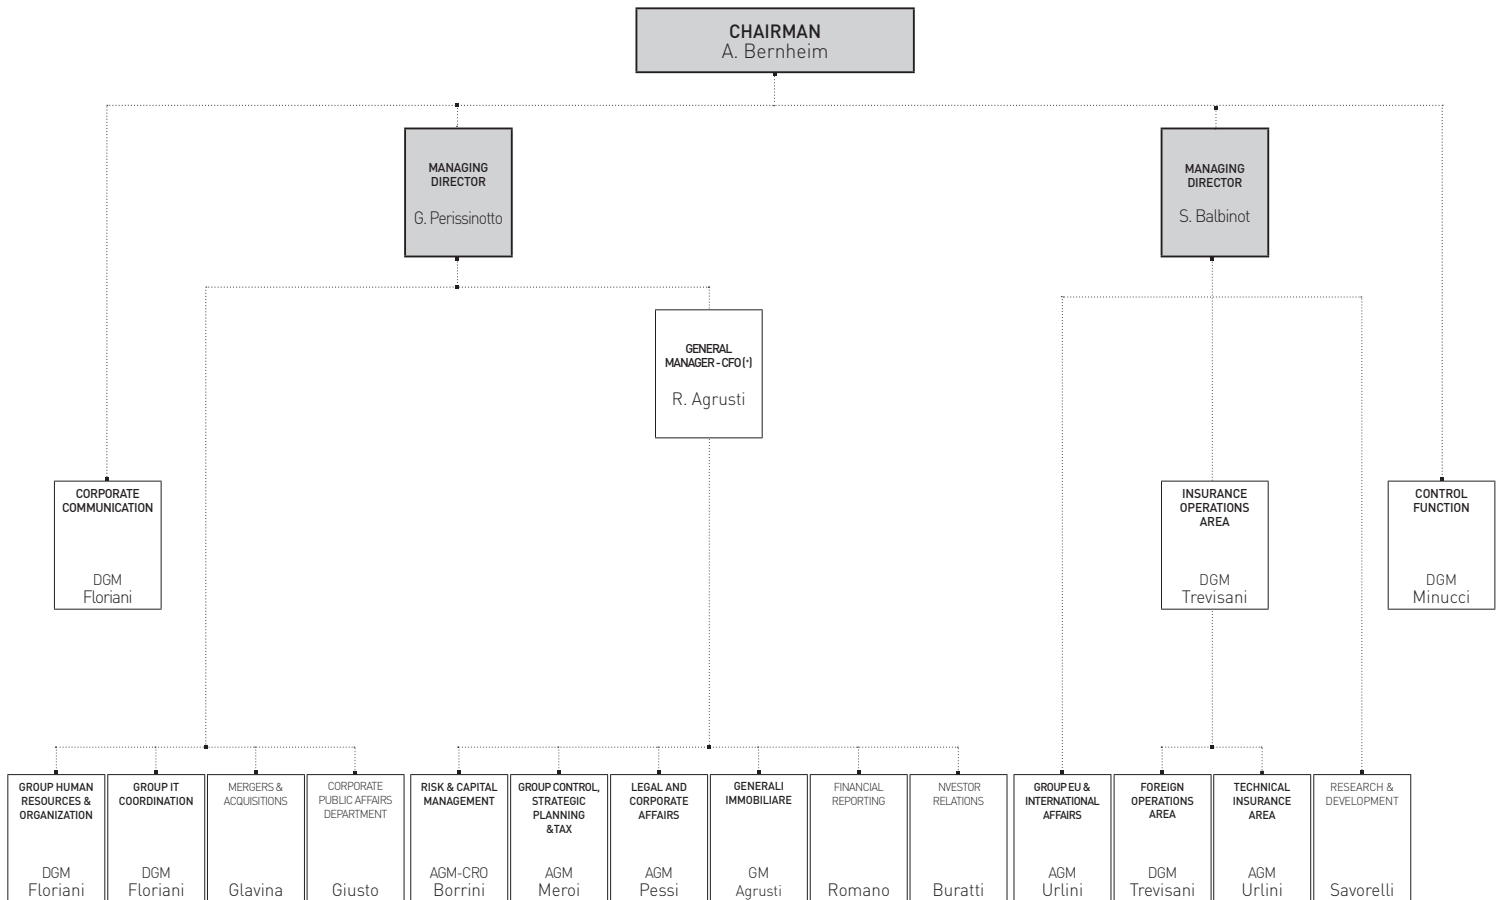 CHAIRMAN
A. Bernheim
MANAGING
DIRECTOR
G. Perissinotto
MANAGING
DIRECTOR
S. Balbinot
GENERAL
MANAGER - CFO (*)
R. Agrusti
CORPORATE
COMMUNICATION
DGM
Floriani
INSURANCE
OPERATIONS
AREA
DGM
Trevisani
CONTROL
FUNCTION
DGM
Minucci
GROUP HUMAN
RESOURCES &
ORGANIZATION
DGM
Floriani
GROUP IT
COORDINATION
DGM
Floriani
MERGERS &
ACQUISITIONS
Glavina
CORPORATE
PUBLIC AFFAIRS
DEPARTMENT
Giusto
RISK & CAPITAL
MANAGEMENT
AGM-CRO
Borrini
GROUP CONTROL,
STRATEGIC
PLANNING
&TAX
AGM
Meroi
LEGAL AND
CORPORATE
AFFAIRS
AGM
Pessi
GENERALI
IMMOBILIARE
GM
Agrusti
FINANCIAL
REPORTING
Romano
NVESTOR
RELATIONS
Buratti
GROUP EU &
INTERNATIONAL
AFFAIRS
AGM
Urlini
FOREIGN
OPERATIONS
AREA
DGM
Trevisani
TECHNICAL
INSURANCE
AREA
AGM
Urlini
RESEARCH &
DEVELOPMENT
Savorelli